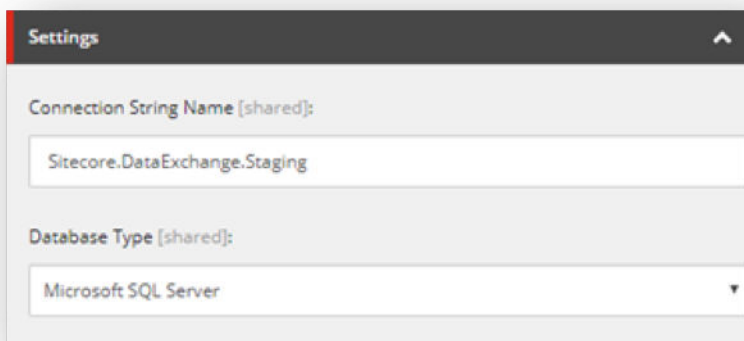 Settings
Connection String Name [shared]:
Sitecore.DataExchange.Staging
Database Type [shared]:
Microsoft SQL Server